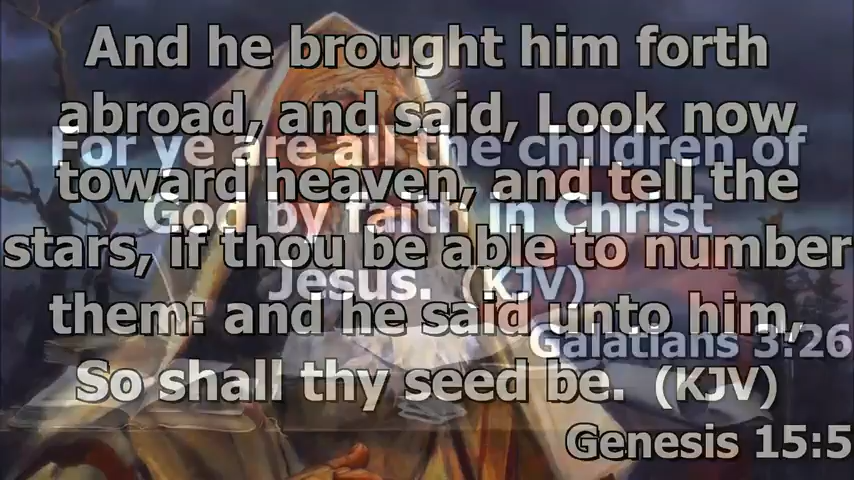 And he brought him forth
abroad, and said, Look now
toward heaven, and tell the
stars, if thou be able to number
them: and he said unto him,
So shall thy seed be. (KJV)
Genesis 15:5
For ye are all the children of
God by faith in Christ
Jesus. (KJV)
Galatians 3:26